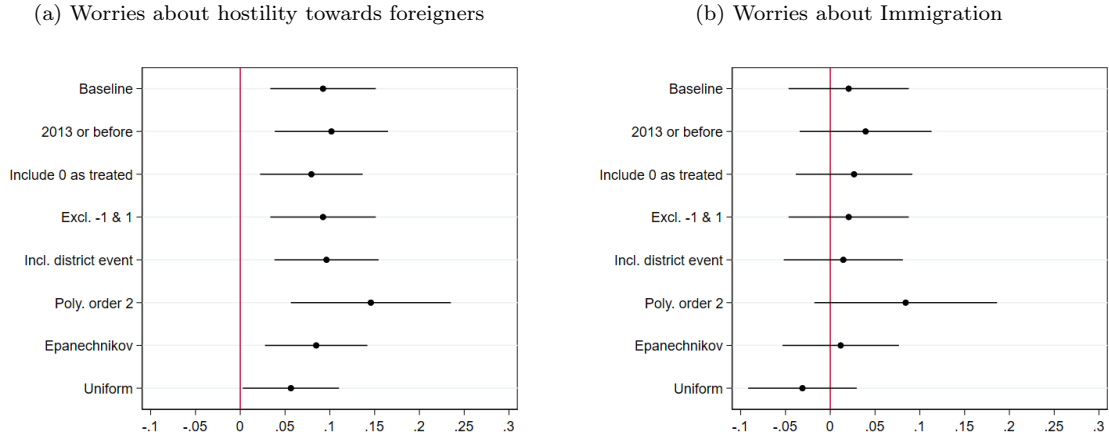 (a) Worries about hostility towards foreigners
Baseline
2013 or before
Include 0 as treated
Excl. -1 & 1
Incl. district event
Poly. order 2
Epanechnikov
Uniform
-.1 -.05 0 .05 .1 .15 .2 .25 .3
(b) Worries about Immigration
Baseline
2013 or before
Include 0 as treated
Excl. -1 & 1
Incl. district event
Poly. order 2
Epanechnikov
Uniform
-.1 -.05 0 .05 .1 .15 .2 .25 .3